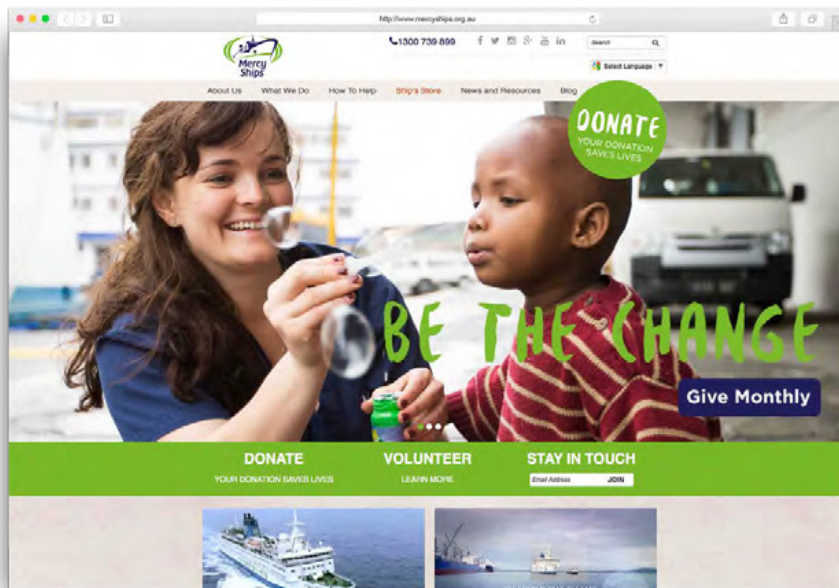 http://www.mercyships.org.au
Mercy
Ships
1300 739 899
Search
Select Language
About Us What We Do How To Help Ship's Store News and Resources Blog
DONATE
YOUR DONATION
SAVES LIVES
BE THE CHANGE
Give Monthly
DONATE VOLUNTEER STAY IN TOUCH
YOUR DONATION SAVES LIVES LEARN MORE Email Address JOIN